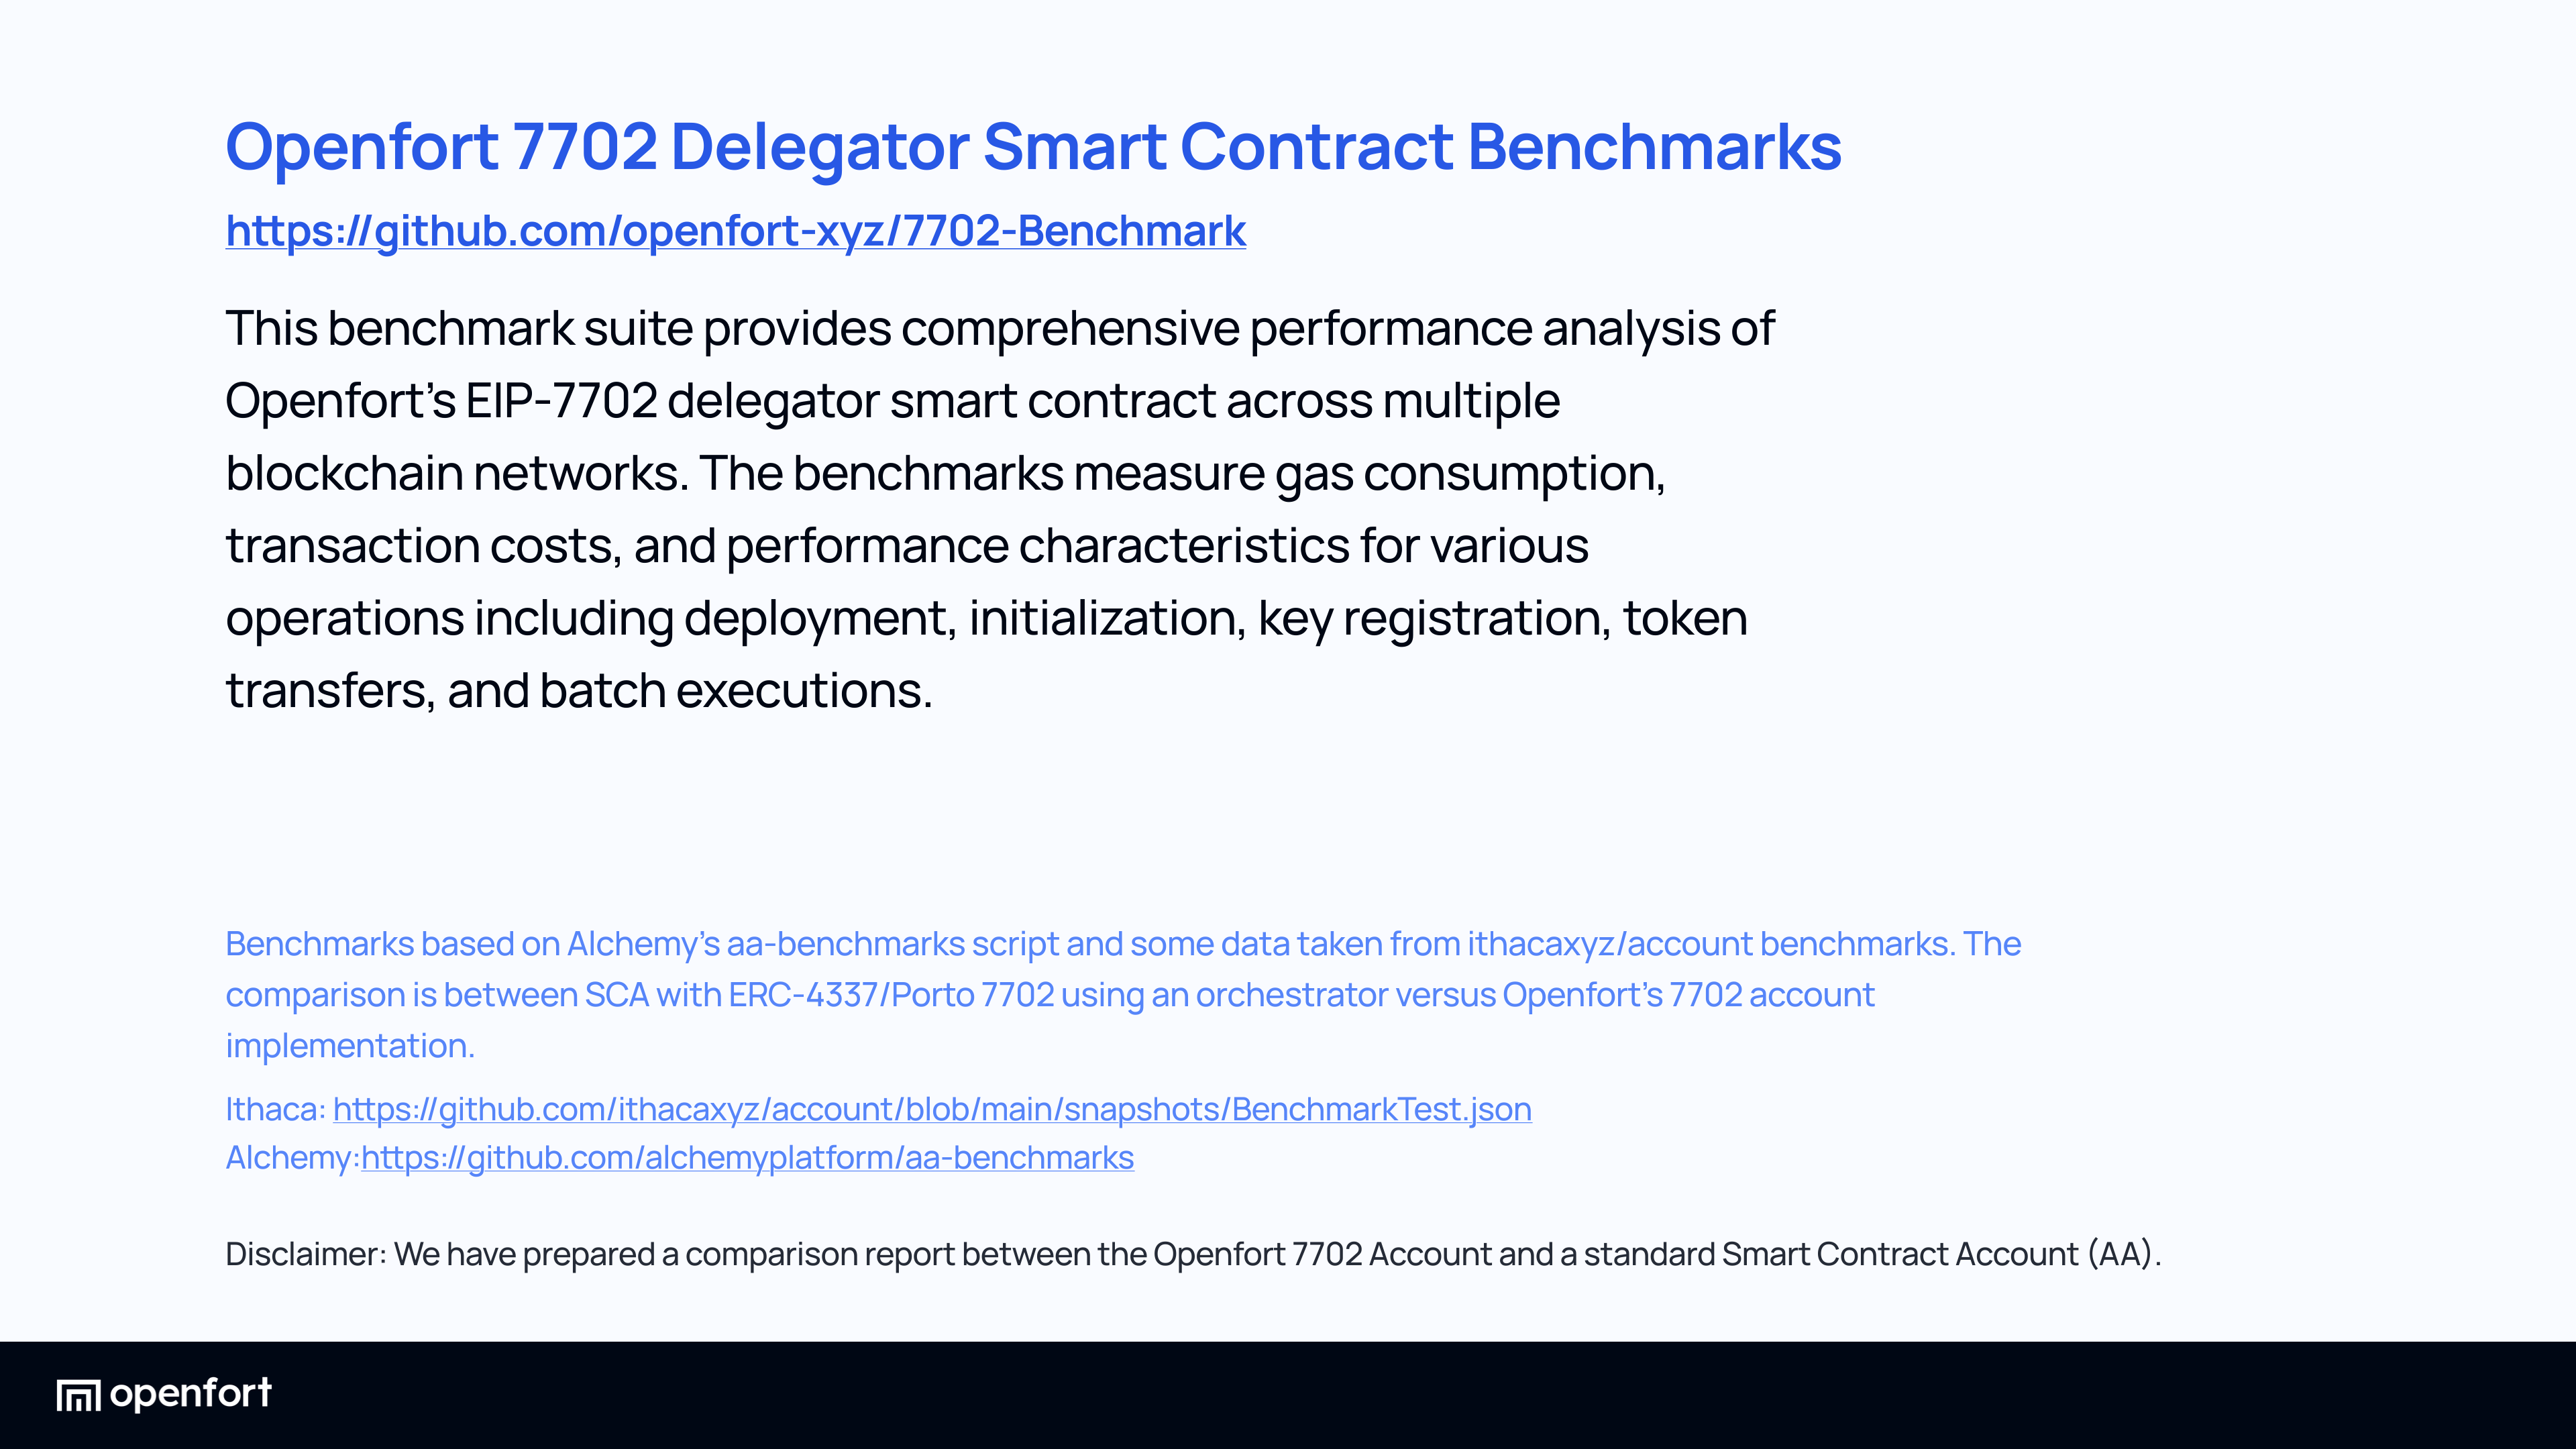 Openfort 7702 Delegator Smart Contract Benchmarks
https://github.com/openfort-xyz/7702-Benchmark
This benchmark suite provides comprehensive performance analysis of
Openfort’s EIP-7702 delegator smart contract across multiple
blockchain networks. The benchmarks measure gas consumption,
transaction costs, and performance characteristics for various
operations including deployment, initialization, key registration, token
transfers, and batch executions.
Benchmarks based on Alchemy’s aa-benchmarks script and some data taken from ithacaxyz/account benchmarks. The
comparison is between SCA with ERC-4337/Porto 7702 using an orchestrator versus Openfort’s 7702 account
implementation.
Ithaca: https://github.com/ithacaxyz/account/blob/main/snapshots/BenchmarkTest.json
Alchemy:https://github.com/alchemyplatform/aa-benchmarks
Disclaimer: We have prepared a comparison report between the Openfort 7702 Account and a standard Smart Contract Account (AA).
openfort